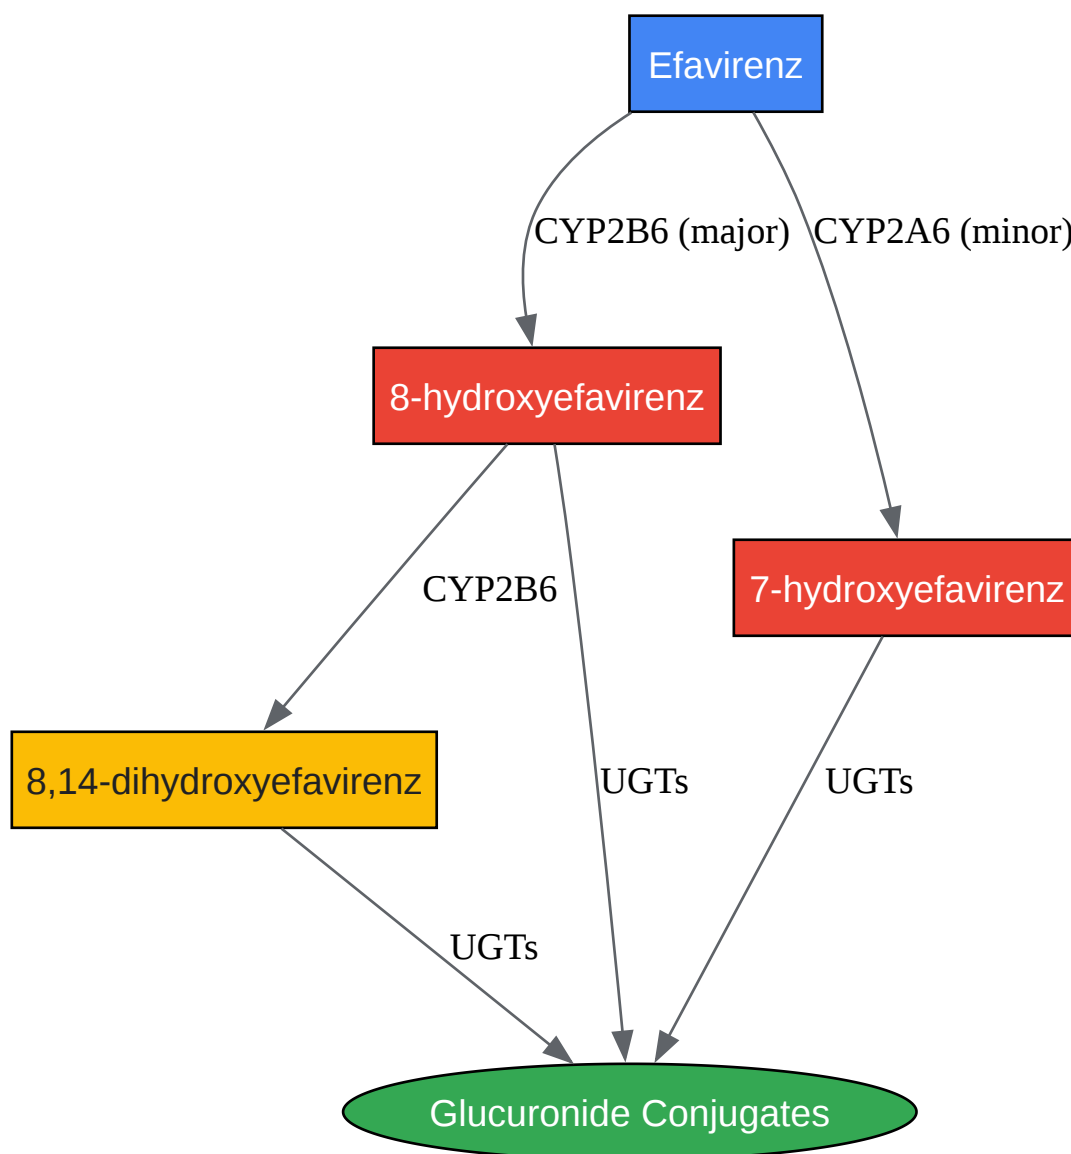 Efavirenz
CYP2B6 (major)
CYP2A6 (minor)
8-hydroxyefavirenz
CYP2B6
7-hydroxyefavirenz
8,14-dihydroxyefavirenz
UGTs
UGTs
UGTs
Glucuronide Conjugates